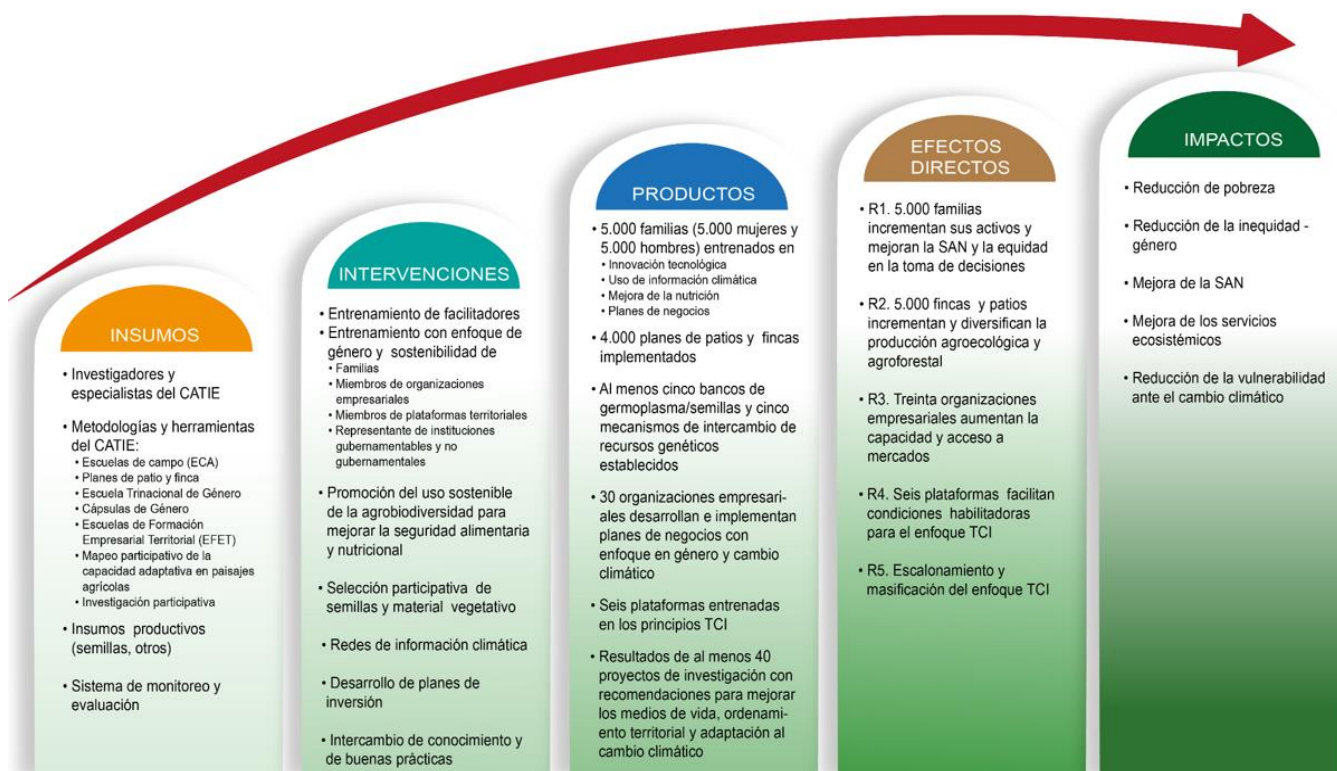 INSUMOS
• Investigadores y
especialistas del CATIE
• Metodologías y herramientas
del CATIE:
• Escuelas de campo (ECA)
• Planes de patio y finca
• Escuela Trinacional de Género
• Cápsulas de Género
• Escuelas de Formación
Empresarial Territorial (EFET)
• Mapeo participativo de la
capacidad adaptativa en paisajes
agrícolas
• Investigación participativa
• Insumos productivos
(semillas, otros)
• Sistema de monitoreo y
evaluación
INTERVENCIONES
• Entrenamiento de facilitadores
• Entrenamiento con enfoque de
género y sostenibilidad de
• Familias
• Miembros de organizaciones
empresariales
• Miembros de plataformas territoriales
• Representante de instituciones
gubernamentables y no
gubernamentales
• Promoción del uso sostenible
de la agrobiodiversidad para
mejorar la seguridad alimentaria
y nutricional
• Selección participativa de
semillas y material vegetativo
• Redes de información climática
• Desarrollo de planes de
inversión
• Intercambio de conocimiento y
de buenas prácticas
PRODUCTOS
• 5.000 familias (5.000 mujeres y
5.000 hombres) entrenados en
• Innovación tecnológica
• Uso de información climática
• Mejora de la nutrición
• Planes de negocios
• 4.000 planes de patios y fincas
implementados
• Al menos cinco bancos de
germoplasma/semillas y cinco
mecanismos de intercambio de
recursos genéticos
establecidos
• 30 organizaciones empresari-
ales desarrollan e implementan
planes de negocios con
enfoque en género y cambio
climático
• Seis plataformas entrenadas
en los principios TCI
• Resultados de al menos 40
proyectos de investigación con
recomendaciones para mejorar
los medios de vida, ordenami-
ento territorial y adaptación al
cambio climático
EFECTOS
DIRECTOS
• R1. 5.000 familias
incrementan sus activos y
mejoran la SAN y la equidad
en la toma de decisiones
• R2. 5.000 fincas y patios
incrementan y diversifican la
producción agroecológica y
agroforestal
• R3. Treinta organizaciones
empresariales aumentan la
capacidad y acceso a
mercados
• R4. Seis plataformas facilitan
condiciones habilitadoras
para el enfoque TCI
• R5. Escalonamiento y
masificación del enfoque TCI
IMPACTOS
• Reducción de pobreza
• Reducción de la inequidad -
género
• Mejora de la SAN
• Mejora de los servicios
ecosistémicos
• Reducción de la vulnerabilidad
ante el cambio climático